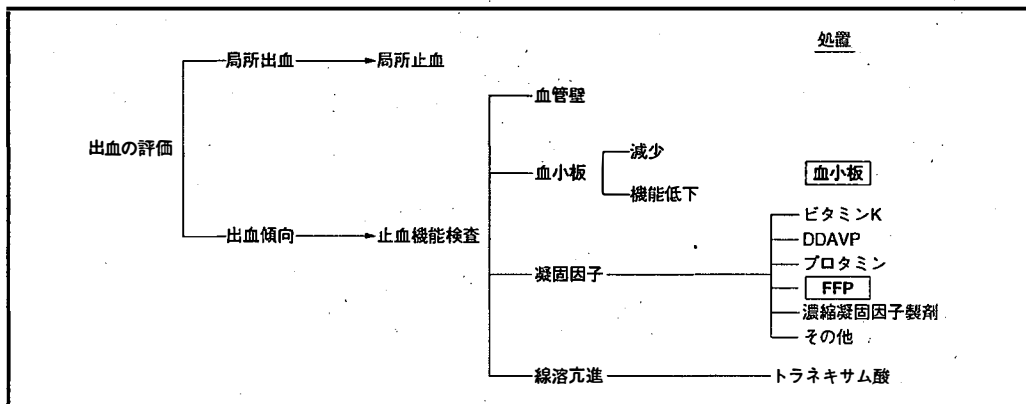 処置
局所出血
局所止血
血管壁
出血の評価
減少
血小板
血小板
機能低下
ビタミンK
出血傾向
止血機能検査
DDAVP
プロタミン
凝固因子
FFP
濃縮凝固因子製剤
その他
線溶亢進
トラネキサム酸